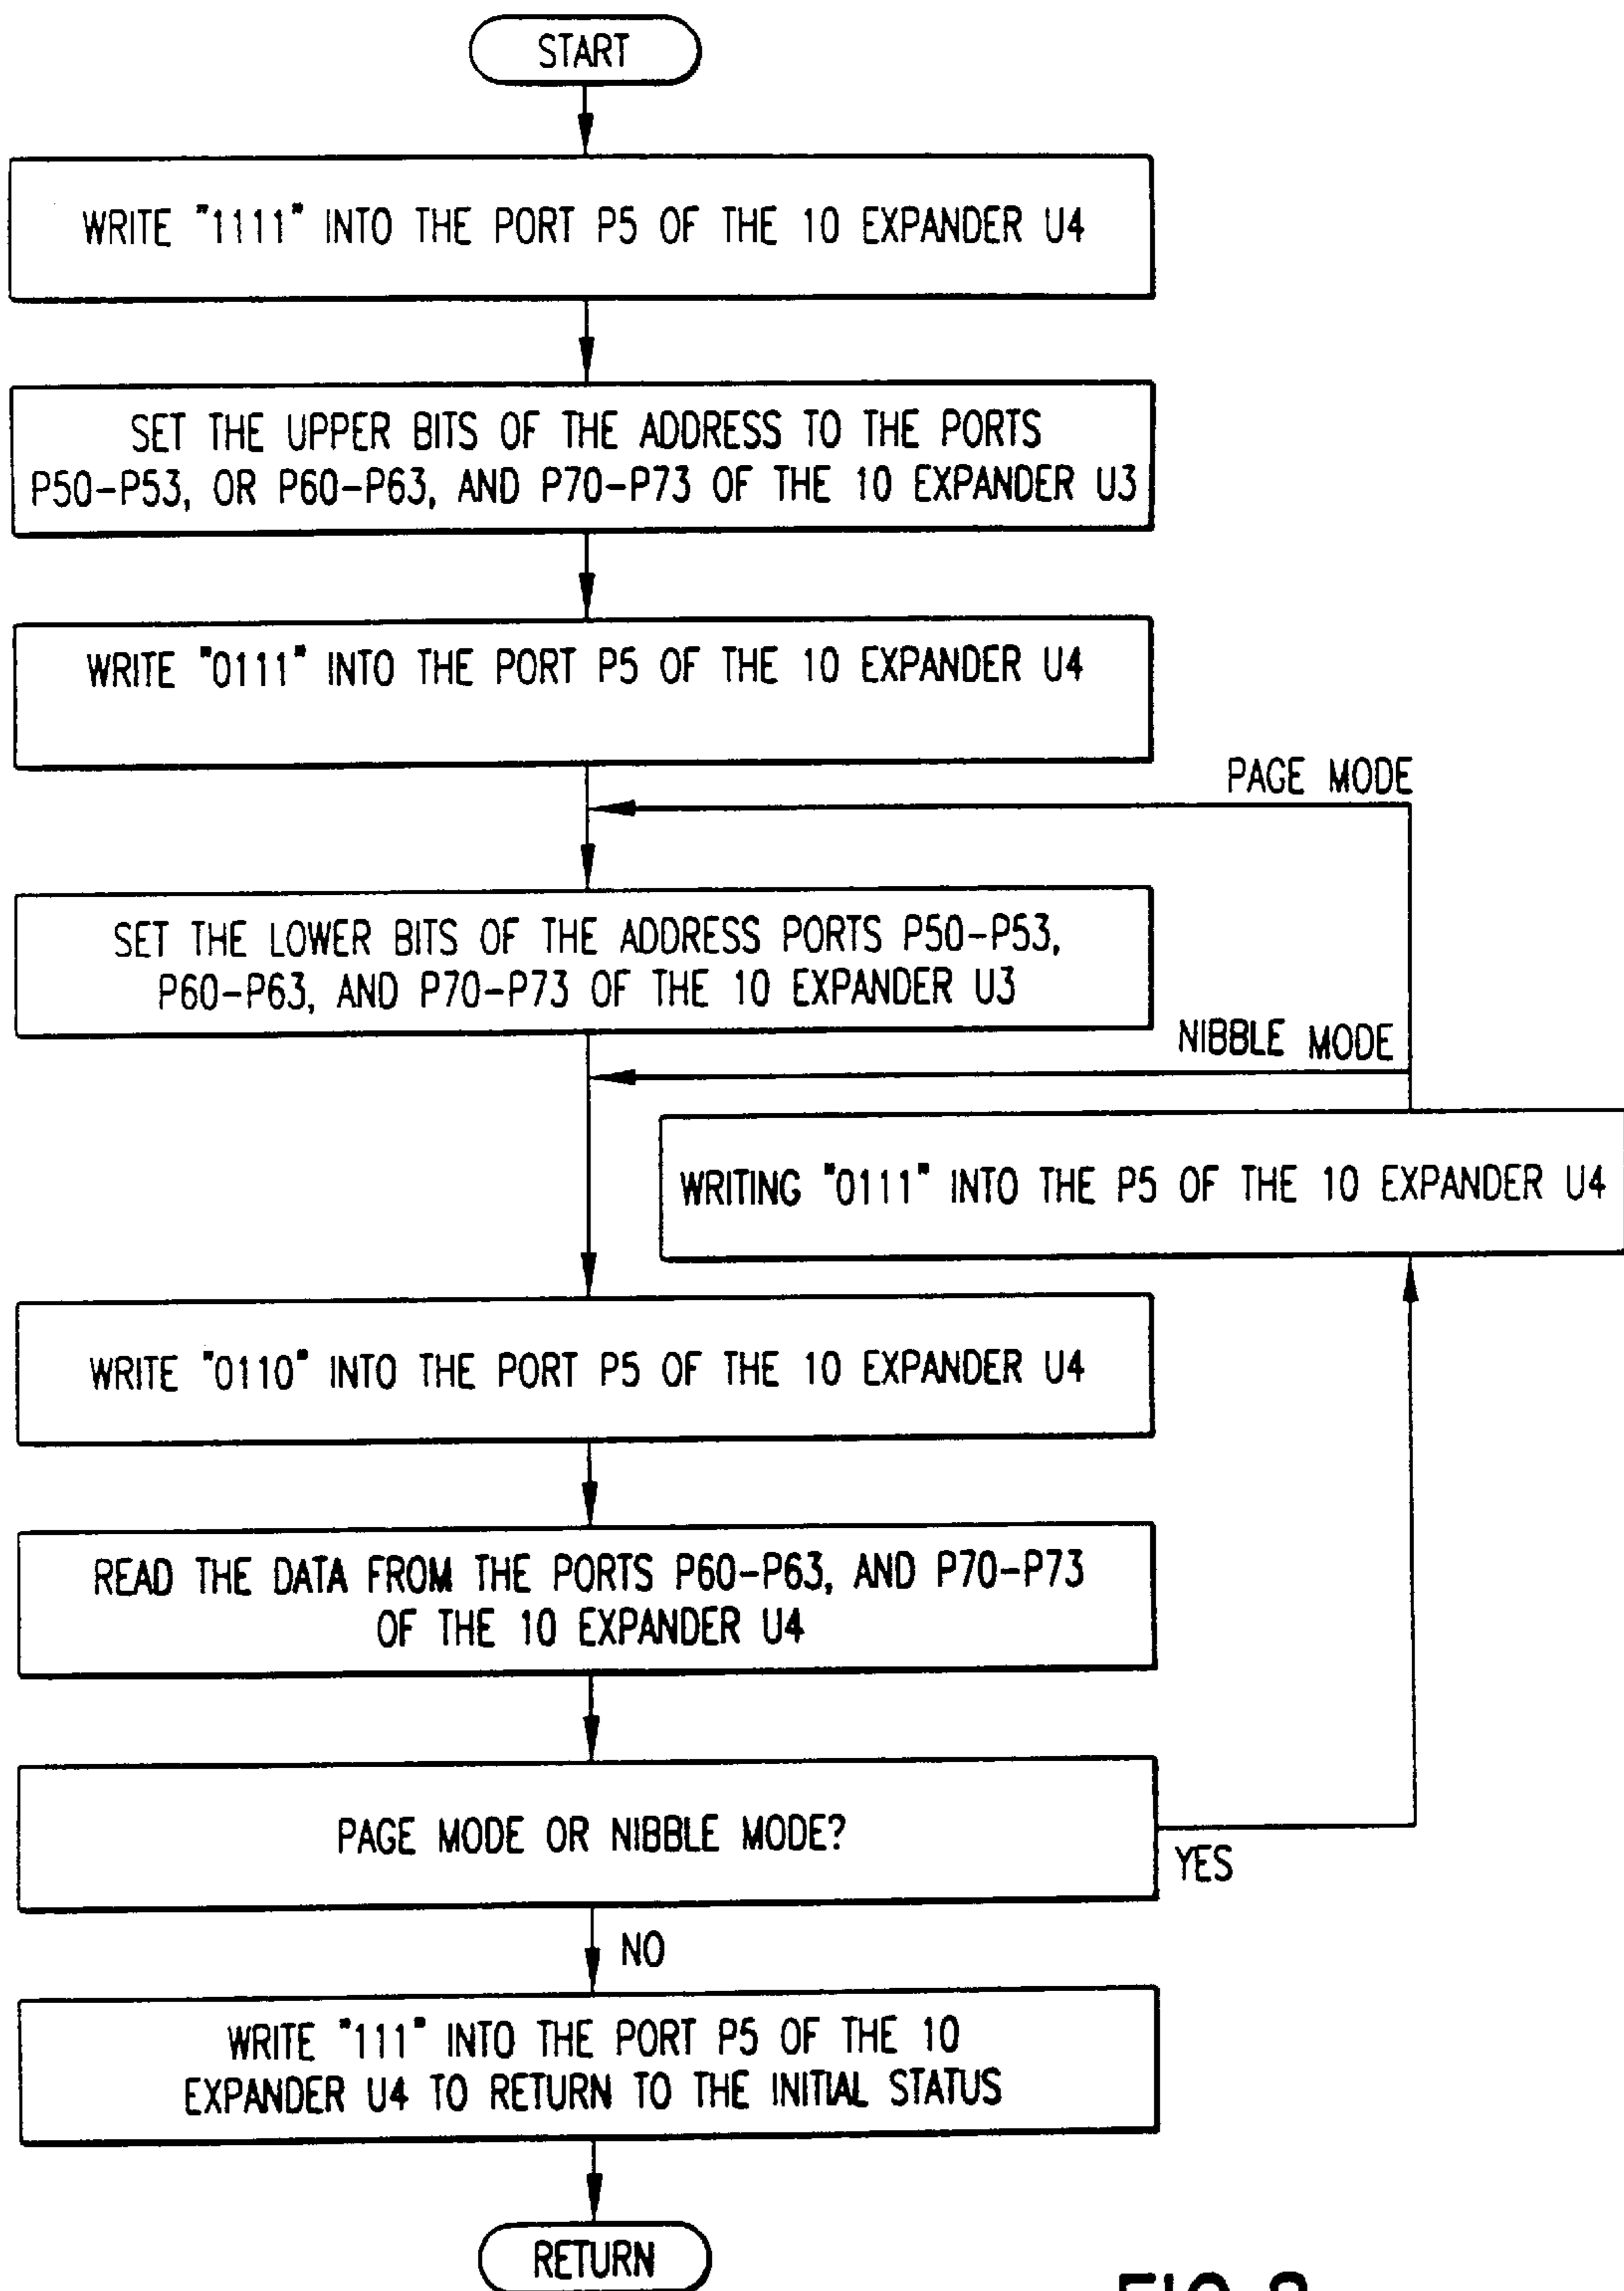 START
WRITE "1111" INTO THE PORT P5 OF THE 10 EXPANDER U4
SET THE UPPER BITS OF THE ADDRESS TO THE PORTS
P50-P53, OR P60-P63, AND P70-P73 OF THE 10 EXPANDER U3
WRITE "0111" INTO THE PORT P5 OF THE 10 EXPANDER U4
PAGE MODE
SET THE LOWER BITS OF THE ADDRESS PORTS P50-P53,
P60-P63, AND P70-P73 OF THE 10 EXPANDER U3
NIBBLE MODE
WRITING "0111" INTO THE P5 OF THE 10 EXPANDER U4
WRITE "0110" INTO THE PORT P5 OF THE 10 EXPANDER U4
READ THE DATA FROM THE PORTS P60-P63, AND P70-P73
OF THE 10 EXPANDER U4
PAGE MODE OR NIBBLE MODE?
YES
NO
WRITE "111" INTO THE PORT P5 OF THE 10
EXPANDER U4 TO RETURN TO THE INITIAL STATUS
RETURN